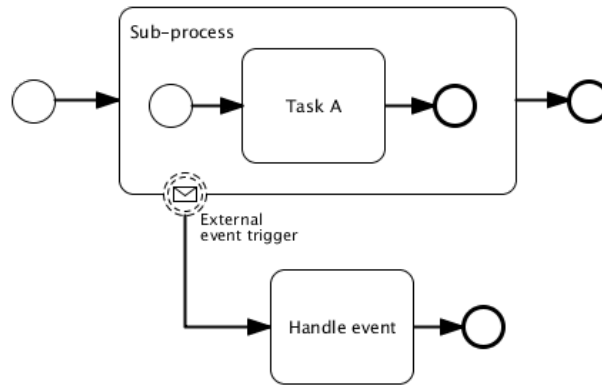 Sub-process
Task A
External
event trigger
Handle event